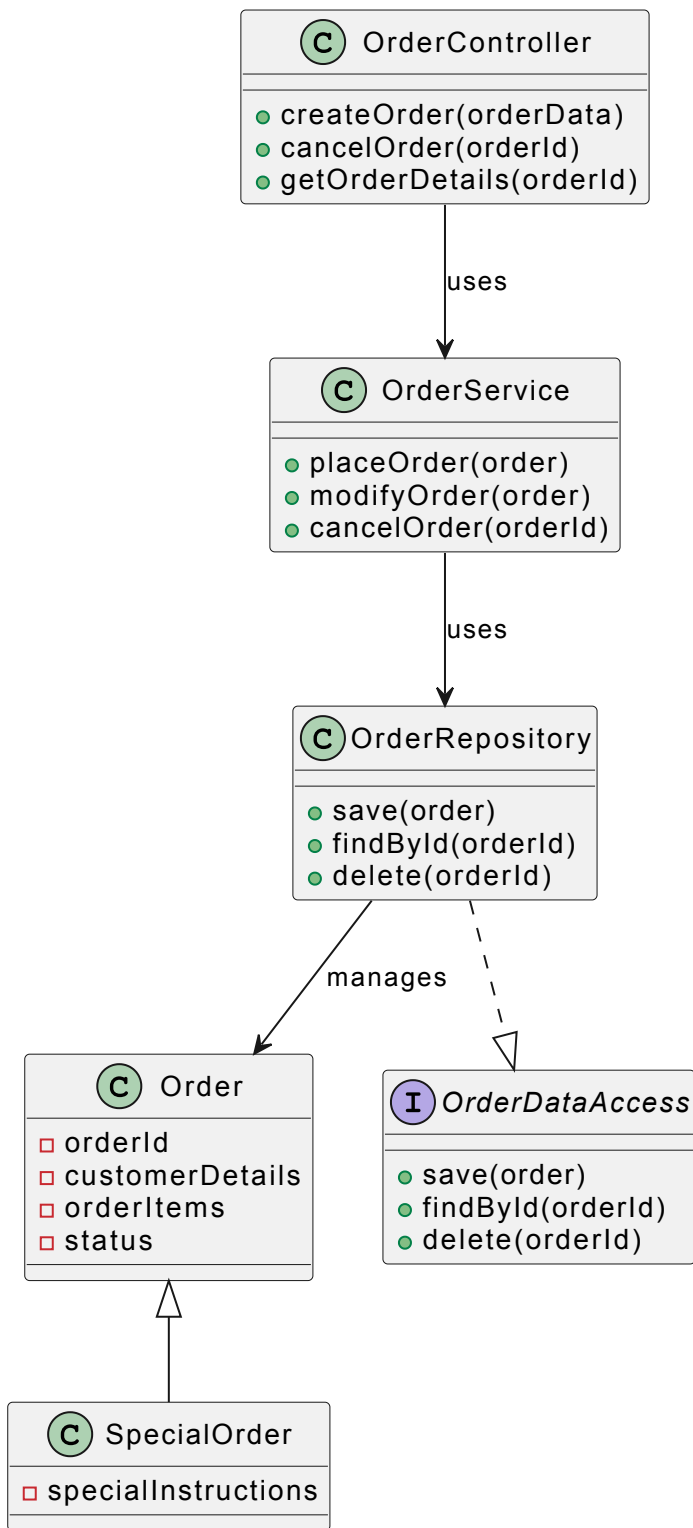 C OrderController
createOrder(orderData)
cancelOrder(orderId)
getOrderDetails(orderId)
uses
C OrderService
placeOrder(order)
modifyOrder(order)
cancelOrder(orderId)
uses
C OrderRepository
save(order)
findById(orderId)
delete(orderId)
manages
C Order
orderId
customerDetails
orderItems
status
I OrderDataAccess
save(order)
findById(orderId)
delete(orderId)
C SpecialOrder
specialInstructions